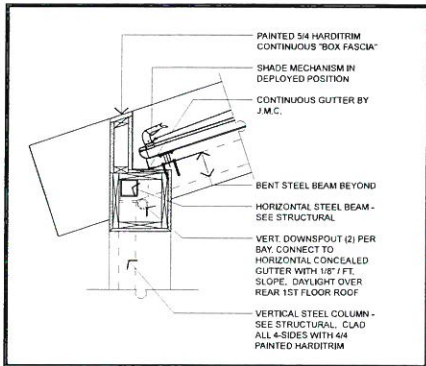 PAINTED 5/4 HARDITRIM
CONTINUOUS "BOX FASCIA"
SHADE MECHANISM IN
DEPLOYED POSITION
CONTINUOUS GUTTER BY
J.M.C.
BENT STEEL BEAM BEYOND
HORIZONTAL STEEL BEAM -
SEE STRUCTURAL
VERT. DOWNSPOUT (2) PER
BAY. CONNECT TO
HORIZONTAL CONCEALED
GUTTER WITH 1/8" / FT.
SLOPE, DAYLIGHT OVER
REAR 1ST FLOOR ROOF
VERTICAL STEEL COLUMN -
SEE STRUCTURAL. CLAD
ALL 4-SIDES WITH 4/4
PAINTED HARDITRIM